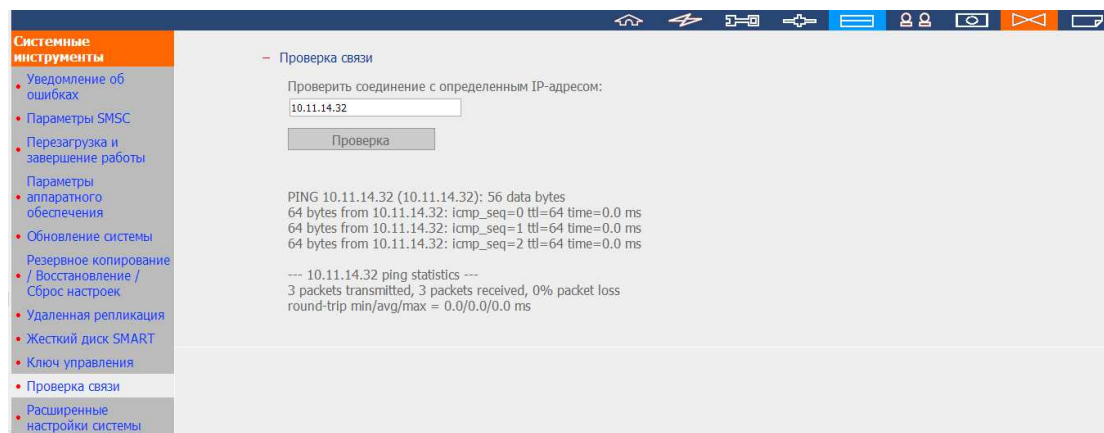 Системные
инструменты
Уведомление об
ошибках
Параметры SMSC
Перезагрузка и
завершение работы
Параметры
аппаратного
обеспечения
Обновление системы
Резервное копирование
/ Восстановление /
Сброс настроек
Удаленная репликация
Жесткий диск SMART
Ключ управления
Проверка связи
Расширенные
настройки системы
– Проверка связи
Проверить соединение с определенным IP-адресом:
10.11.14.32
Проверка
PING 10.11.14.32 (10.11.14.32): 56 data bytes
64 bytes from 10.11.14.32: icmp_seq=0 ttl=64 time=0.0 ms
64 bytes from 10.11.14.32: icmp_seq=1 ttl=64 time=0.0 ms
64 bytes from 10.11.14.32: icmp_seq=2 ttl=64 time=0.0 ms
--- 10.11.14.32 ping statistics ---
3 packets transmitted, 3 packets received, 0% packet loss
round-trip min/avg/max = 0.0/0.0/0.0 ms